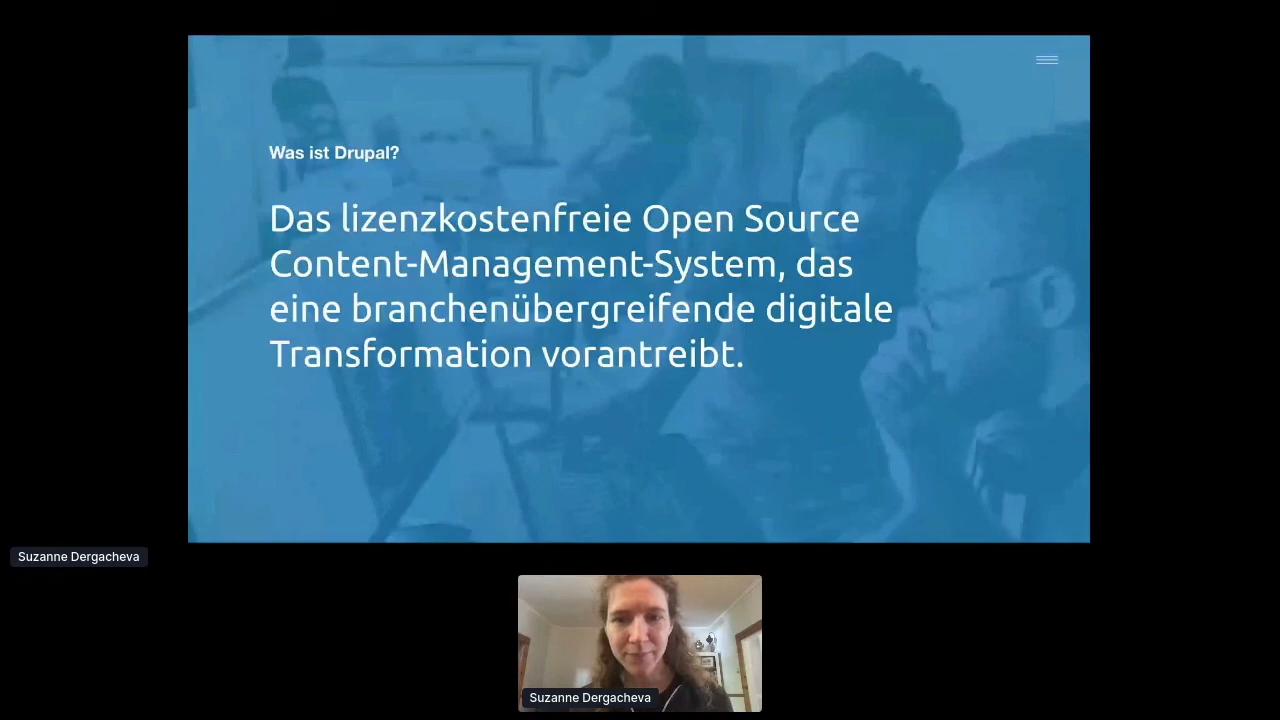 Was ist Drupal?
Das lizenzkostenfreie Open Source
Content-Management-System, das
eine branchenübergreifende digitale
Transformation vorantreibt.
Suzanne Dergacheva
Suzanne Dergacheva